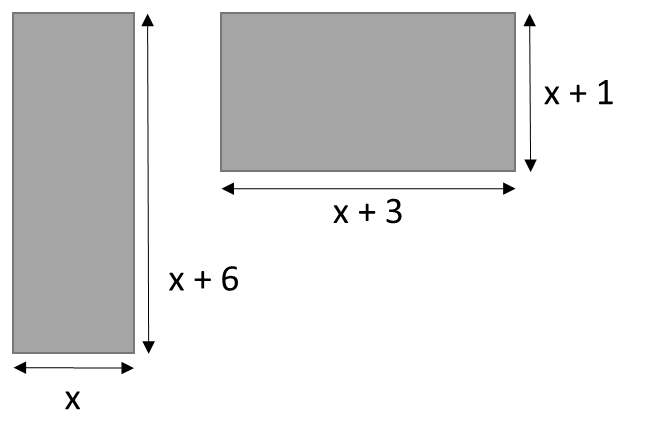 x + 6
x
x + 1
x + 3